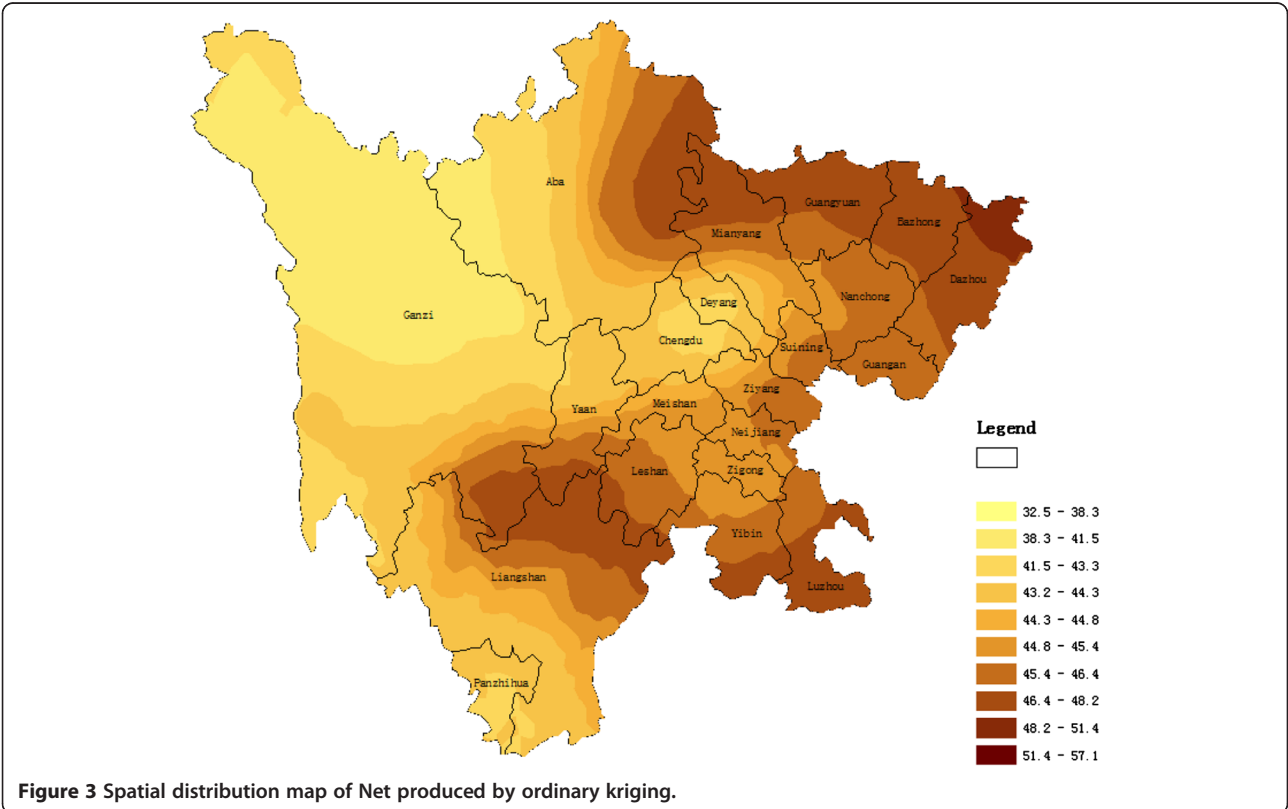 Aba
Guangyuan
Bazhong
Mianyang
Dazhou
Nanchong
Deyang
Ganzi
Chengdu
Suining
Guangan
Ziyang
Meishan
Yaan
Neijiang
Leshan
Zigong
Yibin
Liangshan
Luzhou
Panzhihua
Legend
32.5 - 38.3
38.3 - 41.5
41.5 - 43.3
43.2 - 44.3
44.3 - 44.8
44.8 - 45.4
45.4 - 46.4
46.4 - 48.2
48.2 - 51.4
51.4 - 57.1
Figure 3 Spatial distribution map of Net produced by ordinary kriging.